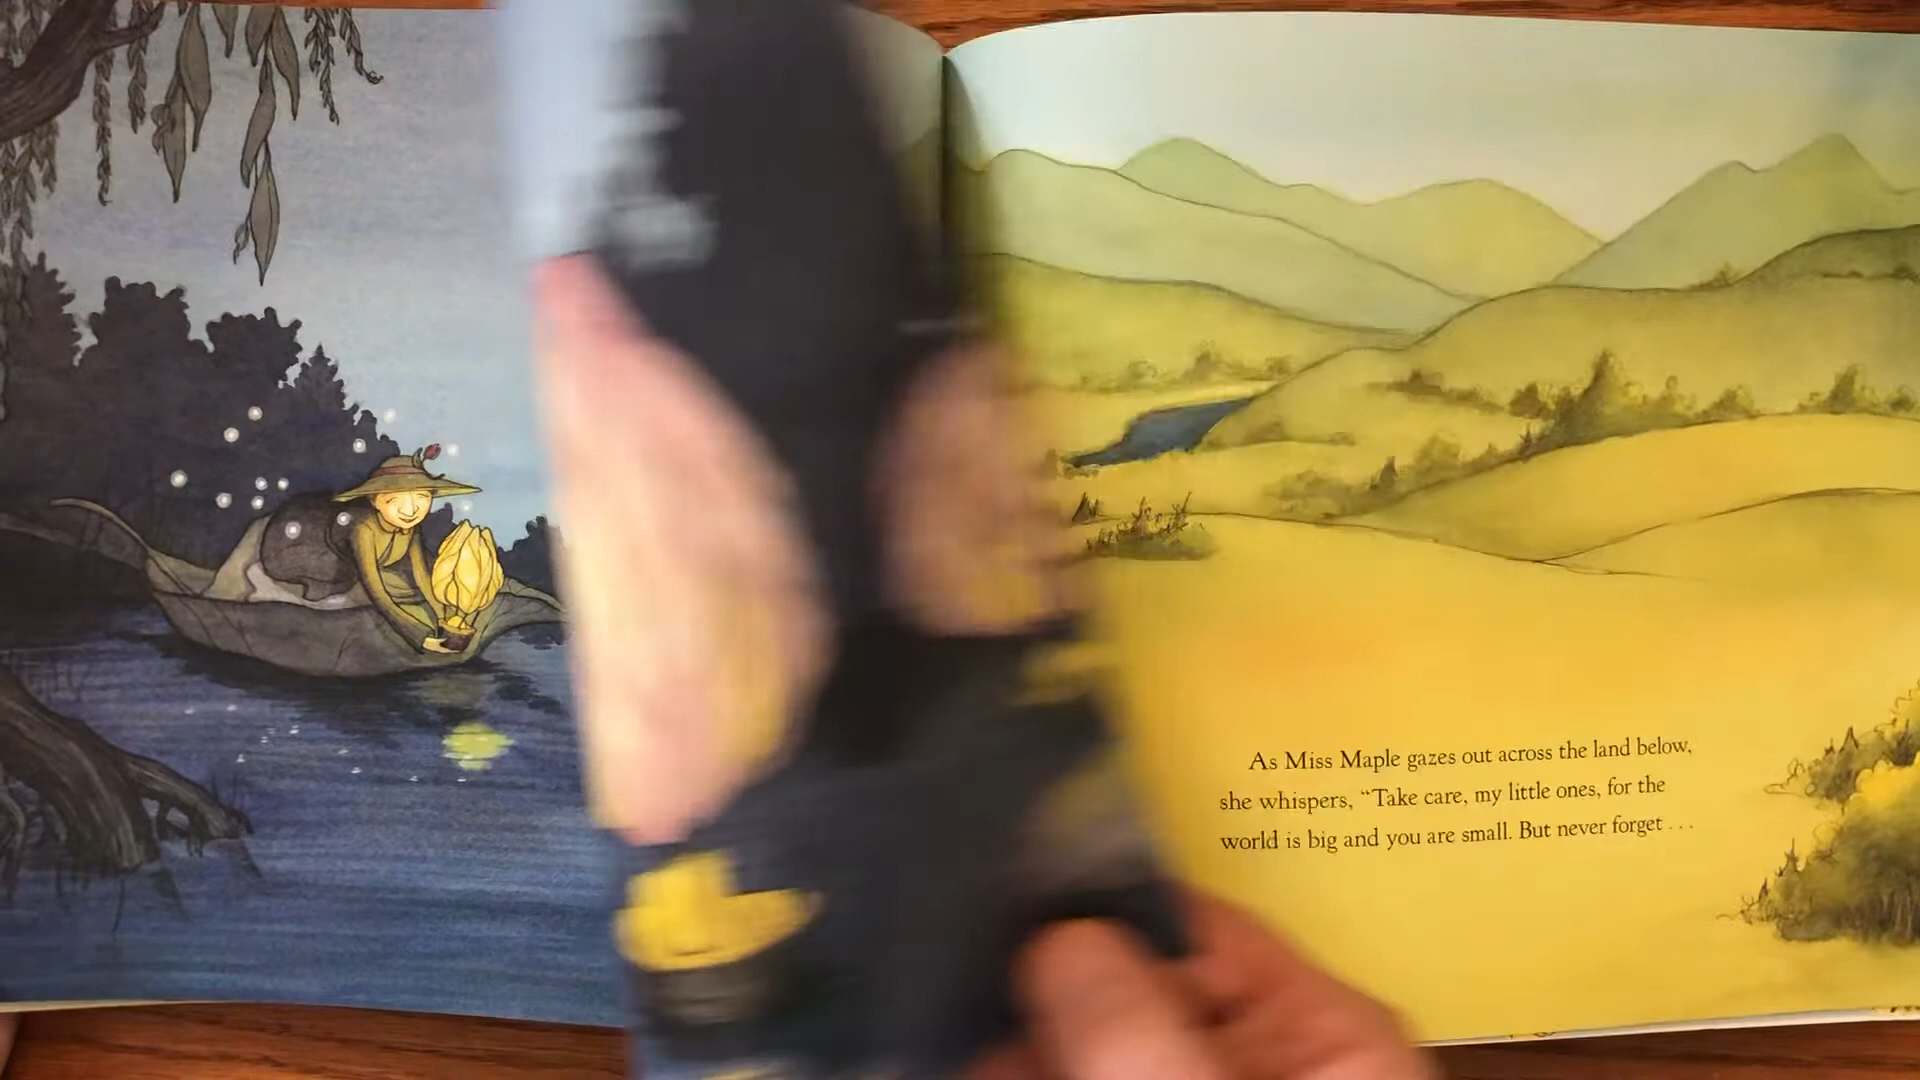 As Miss Maple gazes out across the land below,
she whispers, “Take care, my little ones, for the
world is big and you are small. But never forget . . .